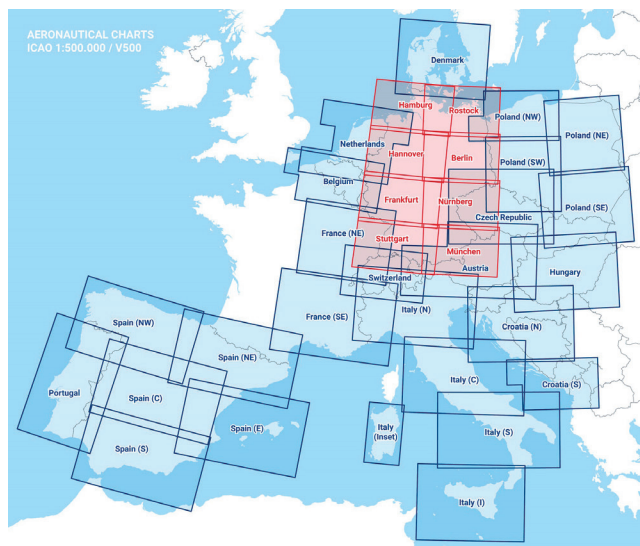 AERONAUTICAL CHARTS
ICAO 1:500.000 / V500
Denmark
Hamburg
Rostock
Poland (NW)
Poland (NE)
Netherlands
Hannover
Berlin
Poland (SW)
Belgium
Frankfurt
Nürnberg
Poland (SE)
Czech Republic
France (NE)
Stuttgart
München
Austria
Hungary
Switzerland
France (SE)
Italy (N)
Croatia (N)
Spain (NW)
Spain (NE)
Portugal
Spain (C)
Italy (C)
Croatia (S)
Spain (E)
Italy
(Inset)
Italy (S)
Spain (S)
Italy (I)